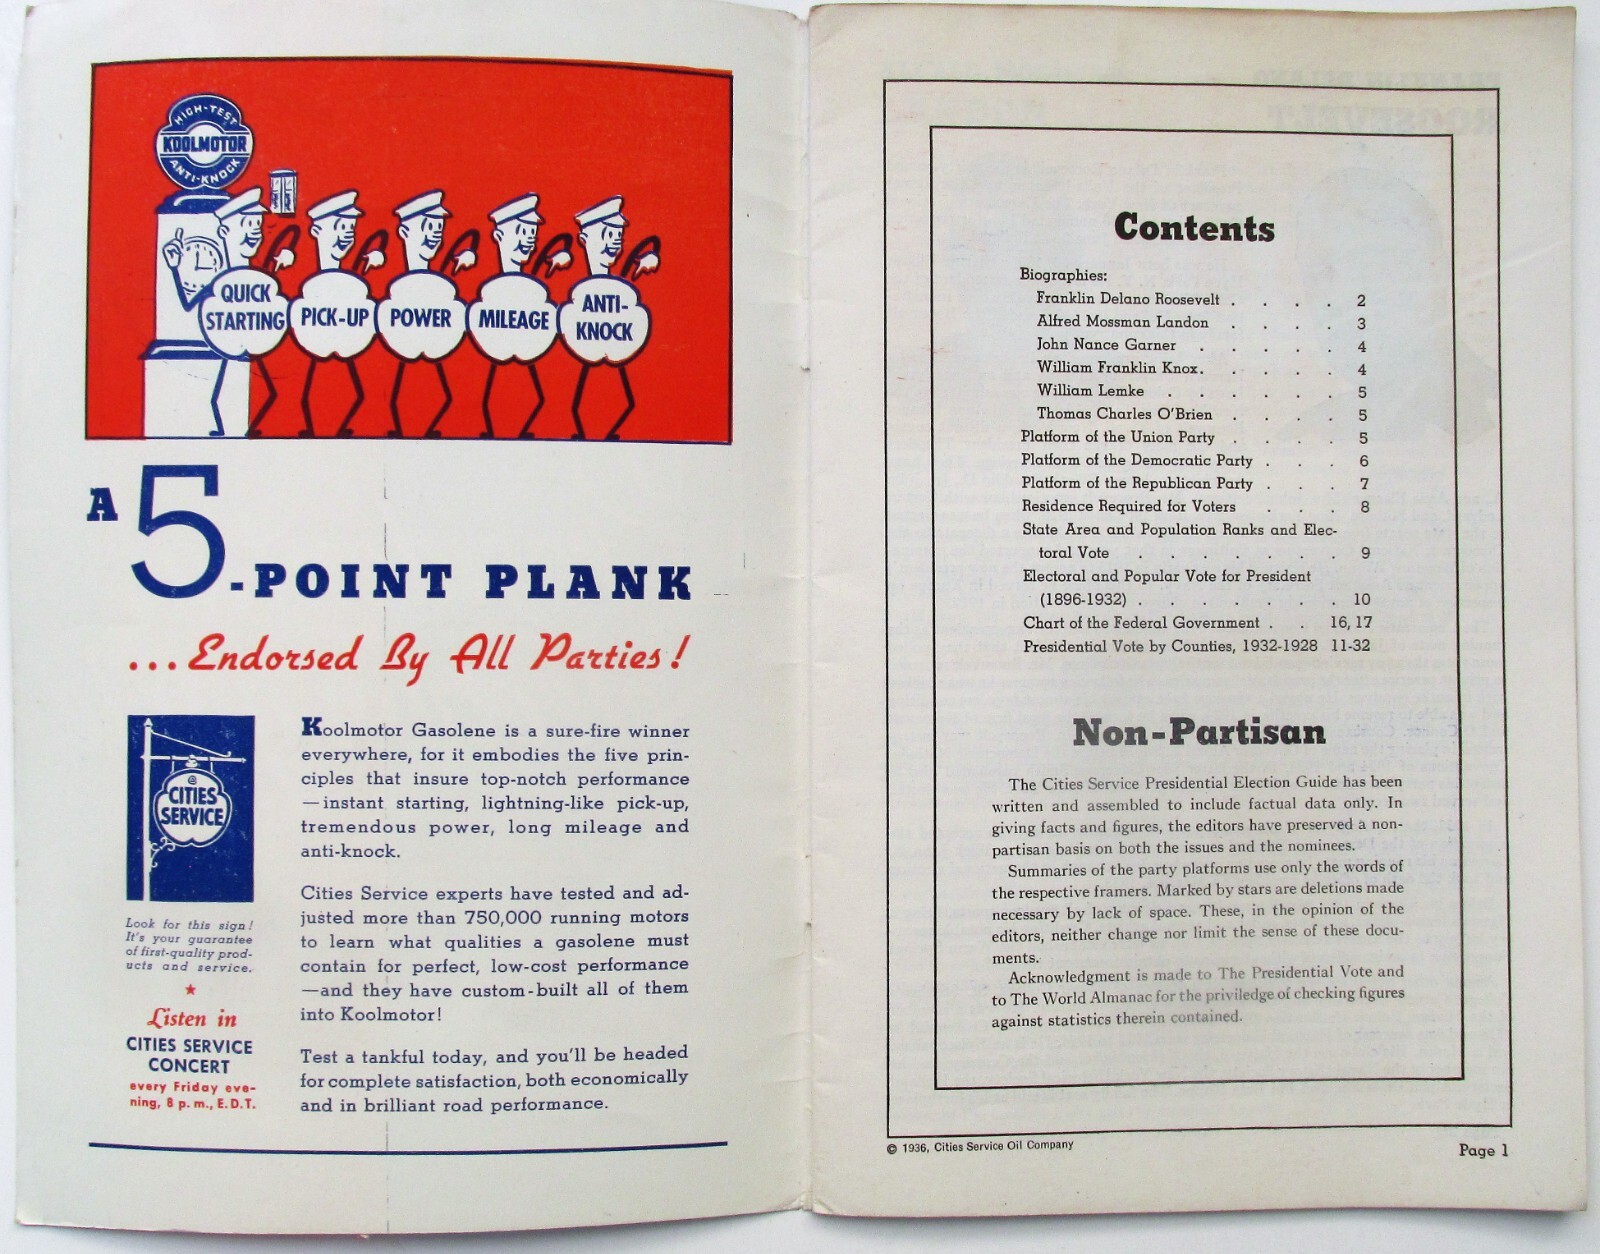 HIGH-TEST
KOOLMOTOR
ANTI-KNOCK
QUICK
STARTING
PICK-UP
POWER
MILEAGE
ANTI-
KNOCK
A 5-POINT PLANK
...Endorsed By All Parties!
CITIES
SERVICE
Look for this sign!
It's your guarantee
of first-quality prod-
ucts and service.
★
Listen in
CITIES SERVICE
CONCERT
every Friday eve-
ning, 8 p. m., E.D.T.
Koolmotor Gasolene is a sure-fire winner
everywhere, for it embodies the five prin-
ciples that insure top-notch performance
—instant starting, lightning-like pick-up,
tremendous power, long mileage and
anti-knock.
Cities Service experts have tested and ad-
justed more than 750,000 running motors
to learn what qualities a gasolene must
contain for perfect, low-cost performance
—and they have custom-built all of them
into Koolmotor!
Test a tankful today, and you'll be headed
for complete satisfaction, both economically
and in brilliant road performance.
Contents
Biographies:
Franklin Delano Roosevelt . . . . 2
Alfred Mossman Landon . . . . 3
John Nance Garner . . . . . 4
William Franklin Knox. . . . . 4
William Lemke . . . . . . 5
Thomas Charles O'Brien . . . . 5
Platform of the Union Party . . . . 5
Platform of the Democratic Party . . . 6
Platform of the Republican Party . . . 7
Residence Required for Voters . . . 8
State Area and Population Ranks and Elec-
toral Vote . . . . . . . 9
Electoral and Popular Vote for President
(1896-1932) . . . . . . . 10
Chart of the Federal Government . . 16, 17
Presidential Vote by Counties, 1932-1928 11-32
Non-Partisan
The Cities Service Presidential Election Guide has been
written and assembled to include factual data only. In
giving facts and figures, the editors have preserved a non-
partisan basis on both the issues and the nominees.
Summaries of the party platforms use only the words of
the respective framers. Marked by stars are deletions made
necessary by lack of space. These, in the opinion of the
editors, neither change nor limit the sense of these docu-
ments.
Acknowledgment is made to The Presidential Vote and
to The World Almanac for the priviledge of checking figures
against statistics therein contained.
© 1936, Cities Service Oil Company
Page 1